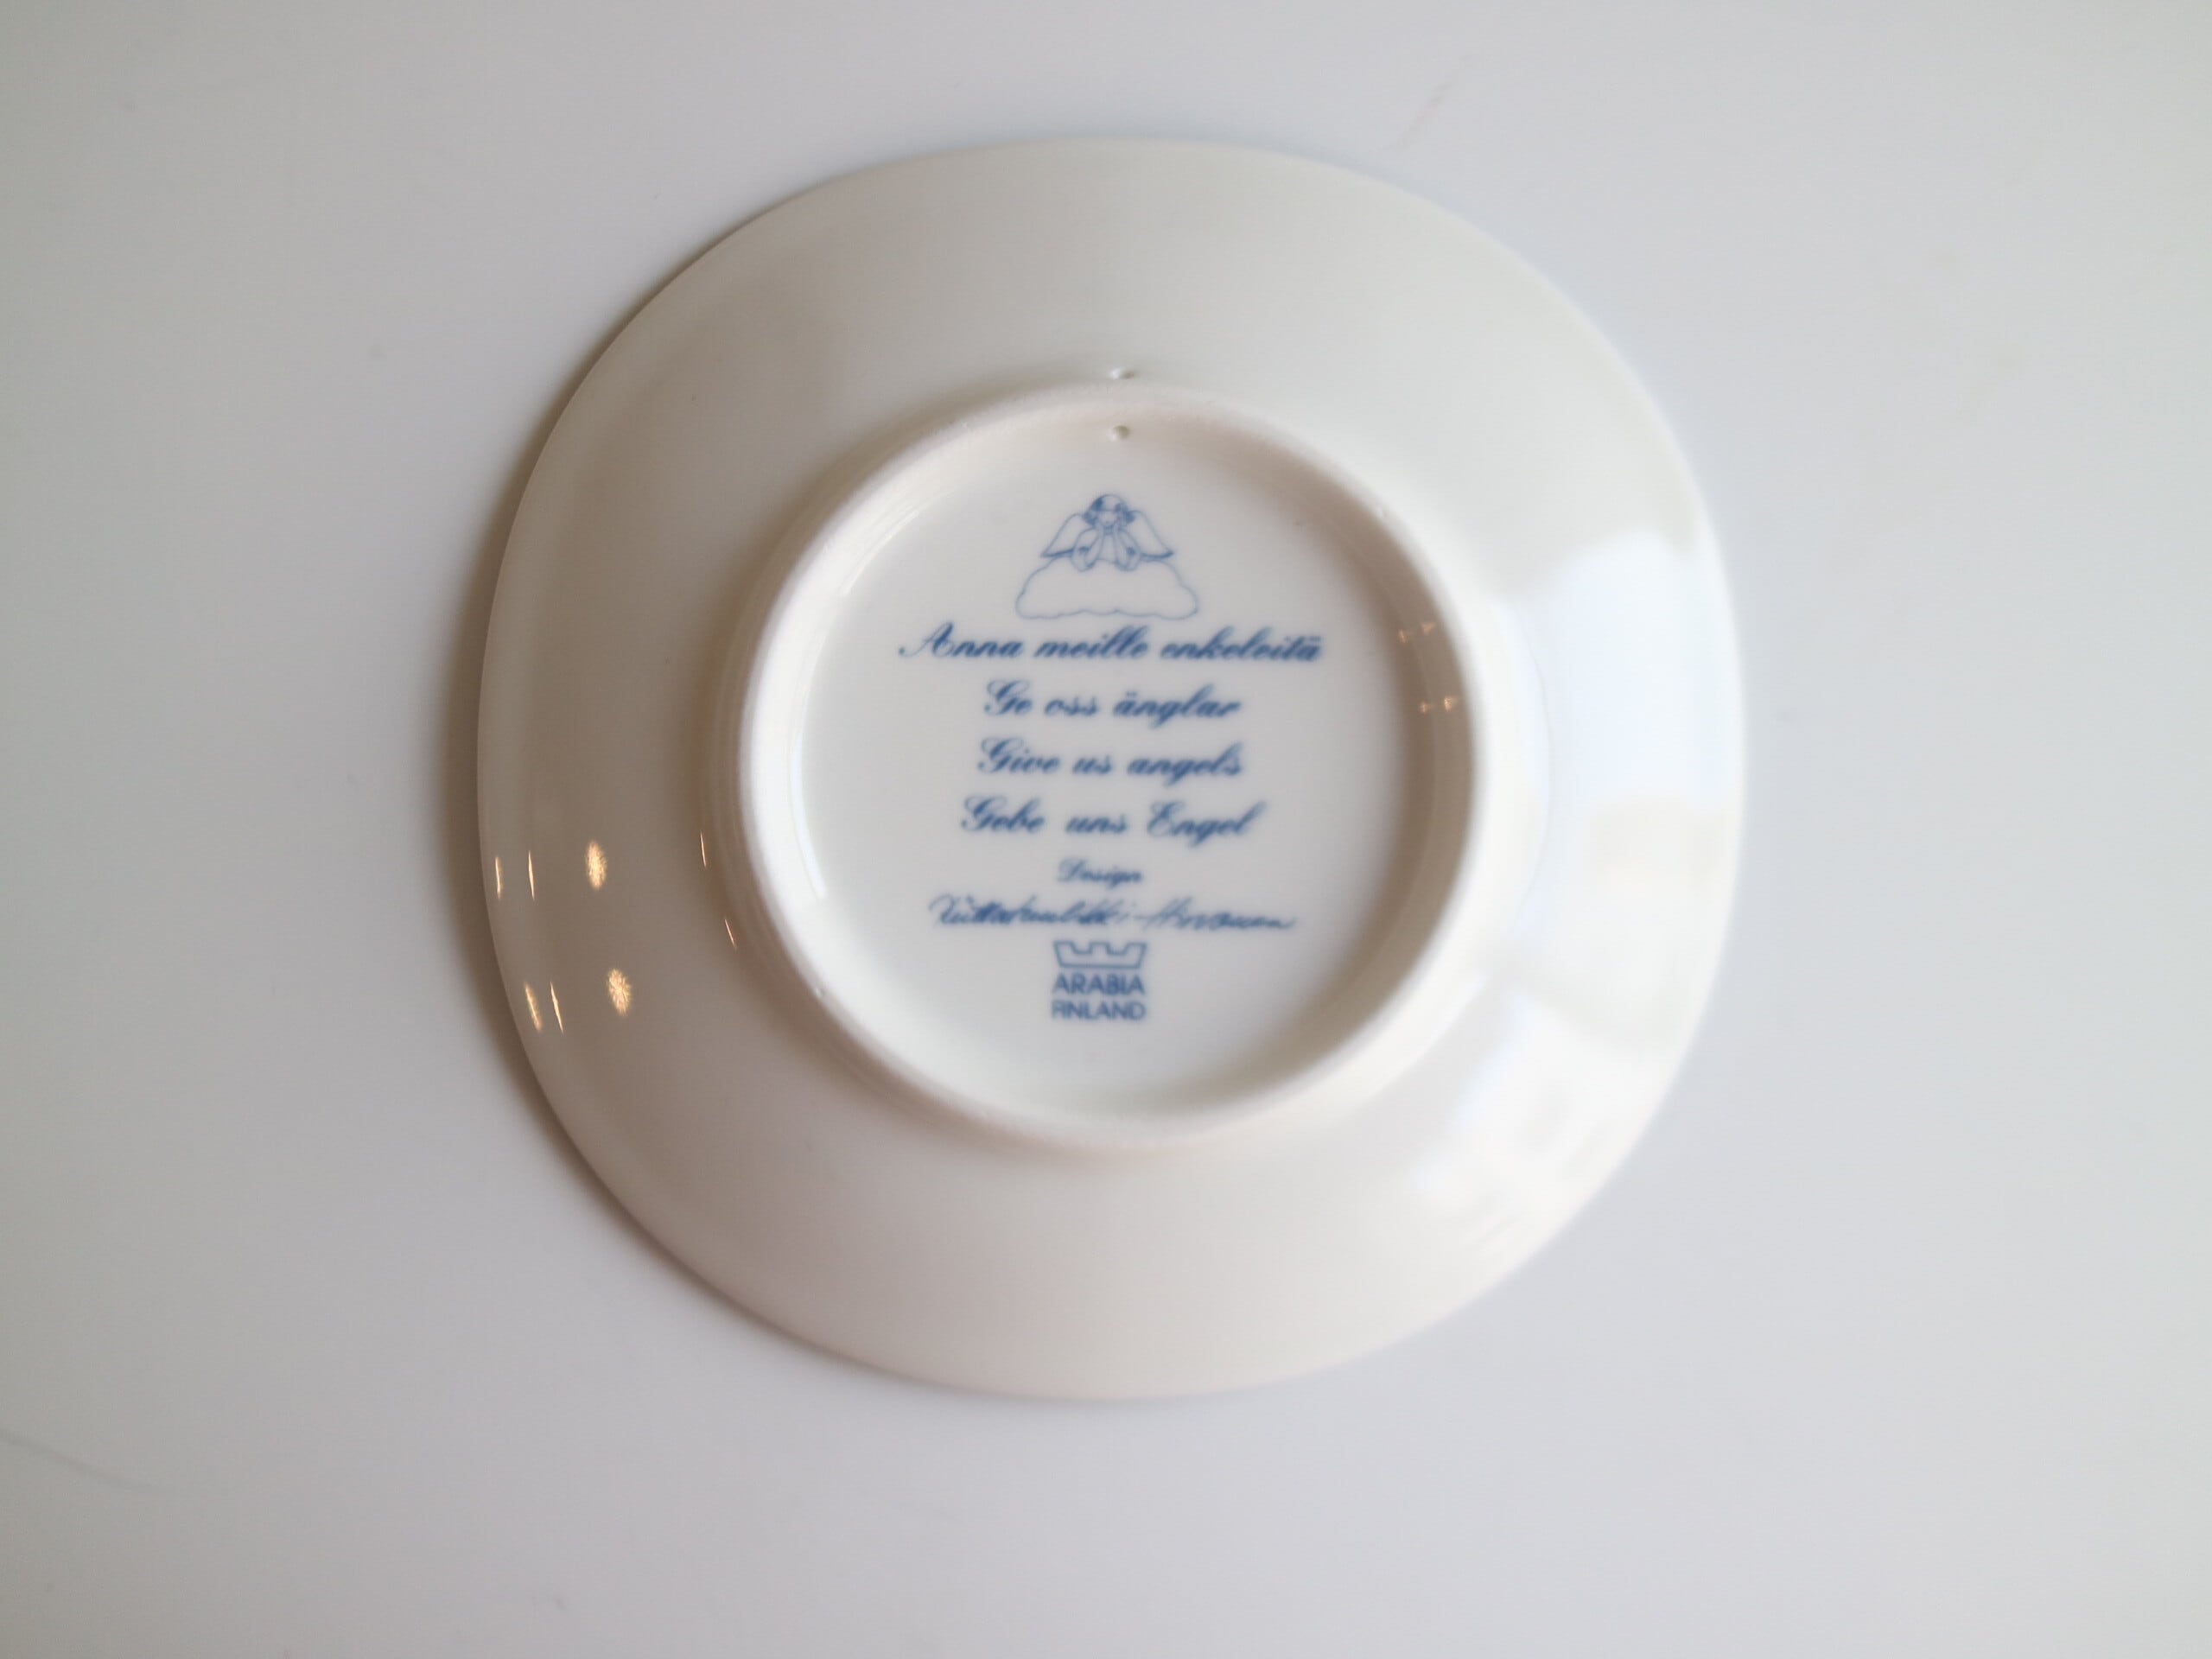 Anna meille enkeleitä
Ge oss änglar
Give us angels
Gebe uns Engel
Design
ARABIA
FINLAND